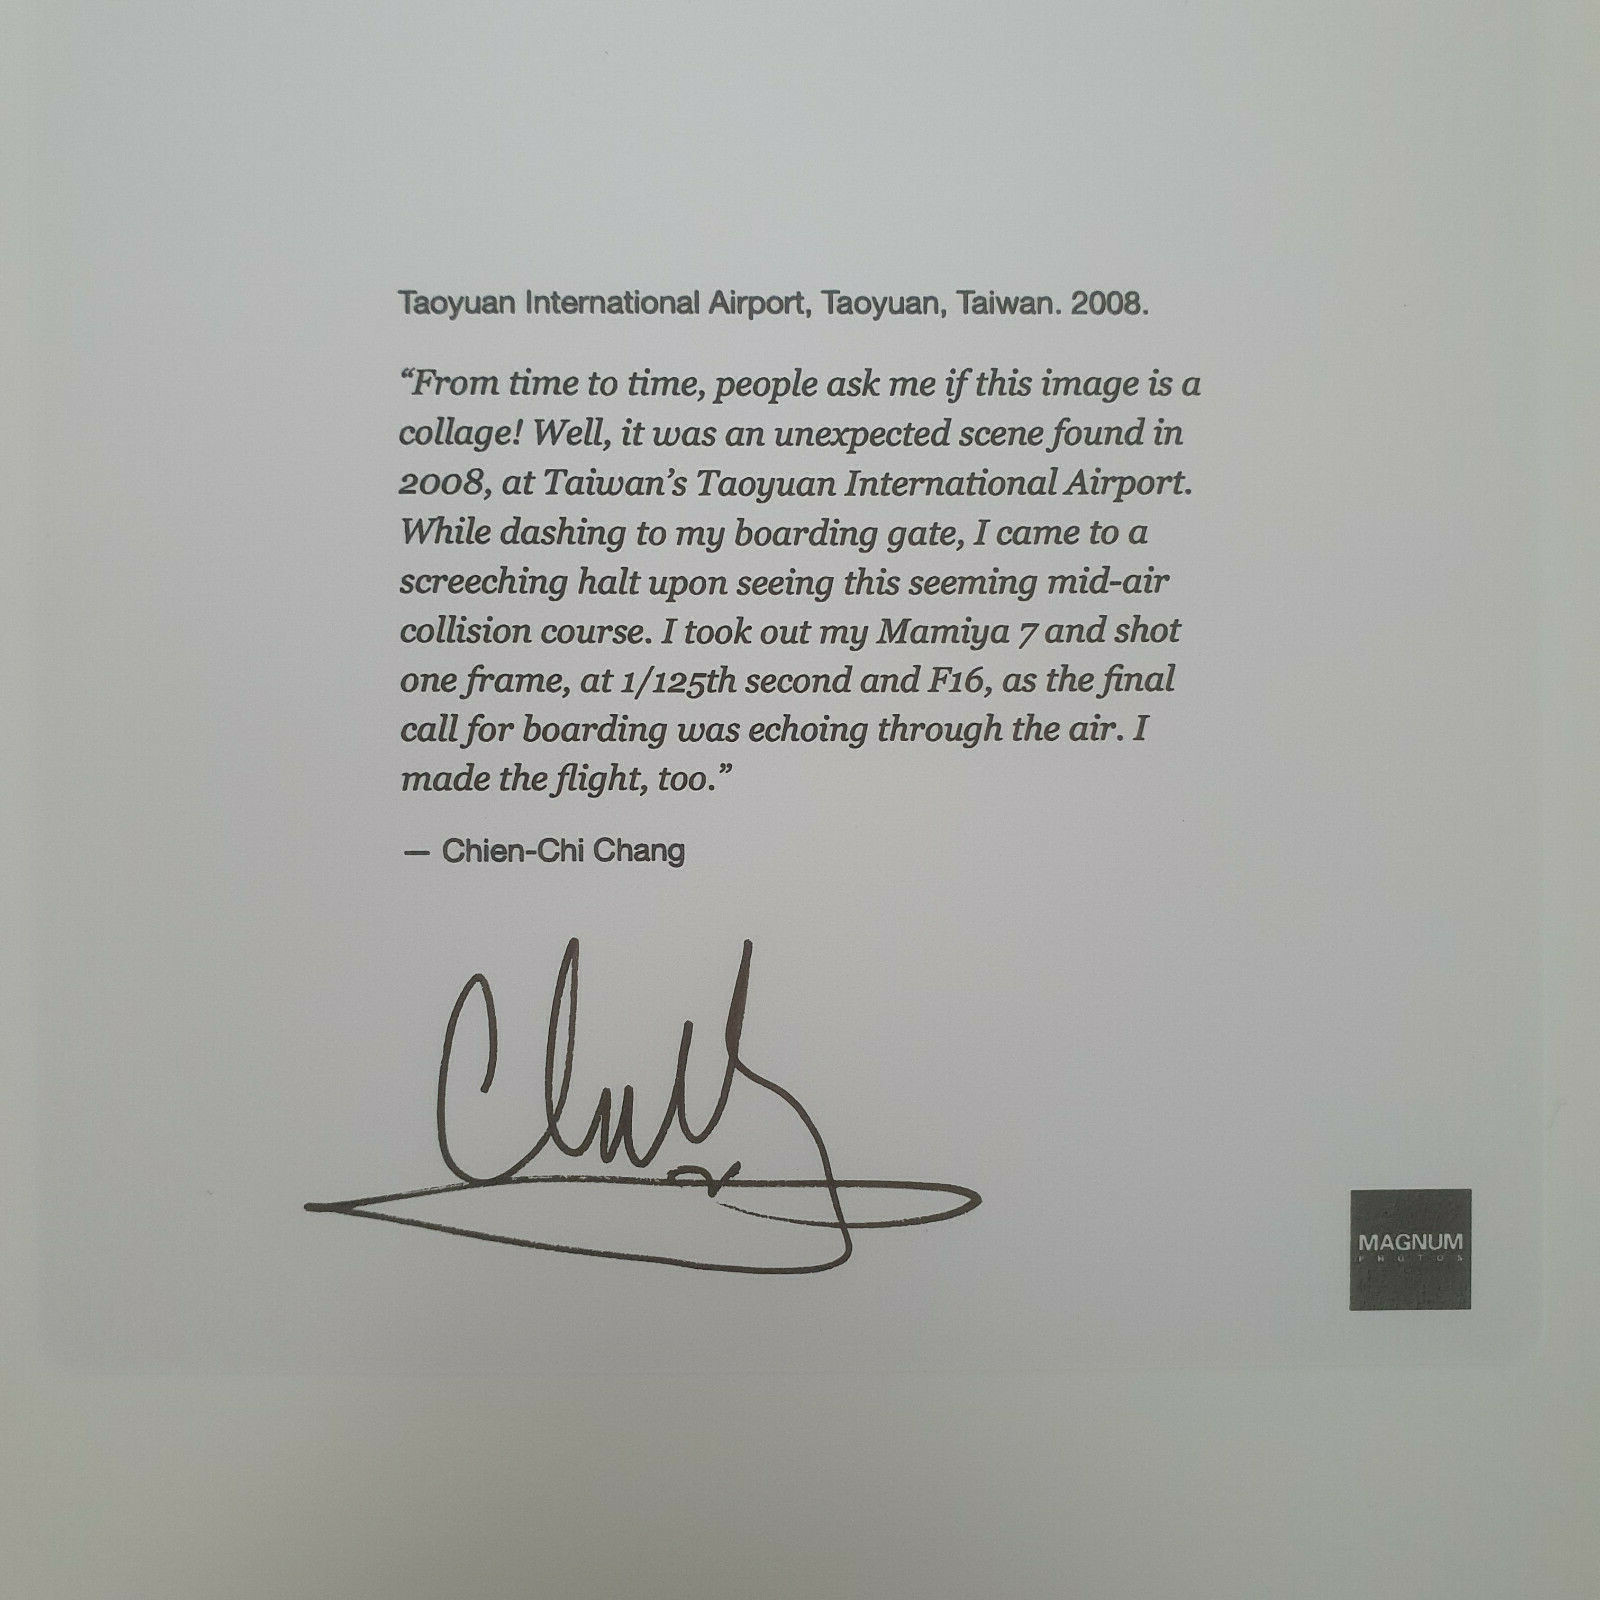 Taoyuan International Airport, Taoyuan, Taiwan. 2008.
“From time to time, people ask me if this image is a
collage! Well, it was an unexpected scene found in
2008, at Taiwan’s Taoyuan International Airport.
While dashing to my boarding gate, I came to a
screeching halt upon seeing this seeming mid-air
collision course. I took out my Mamiya 7 and shot
one frame, at 1/125th second and F16, as the final
call for boarding was echoing through the air. I
made the flight, too.”
— Chien-Chi Chang
MAGNUM
PHOTOS